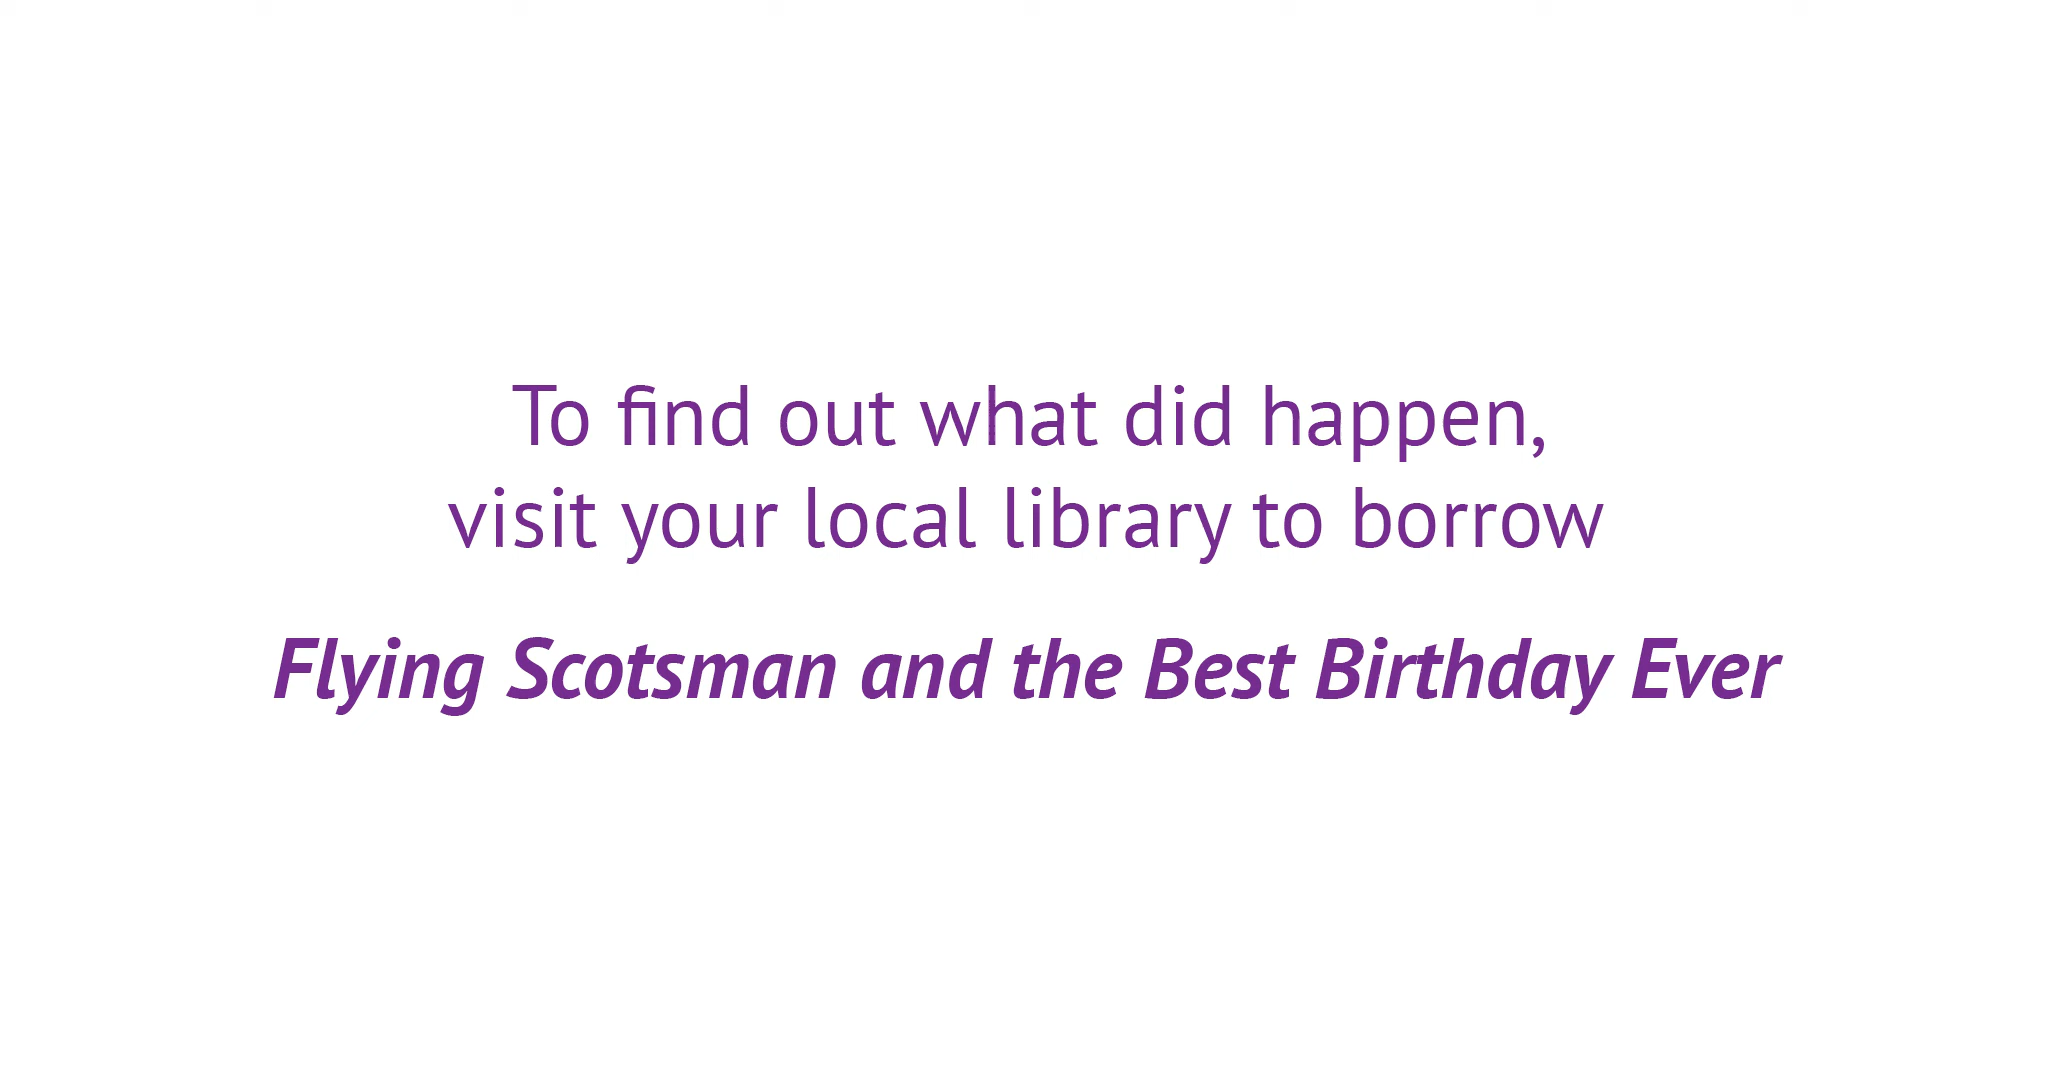 To find out what did happen,
visit your local library to borrow
Flying Scotsman and the Best Birthday Ever